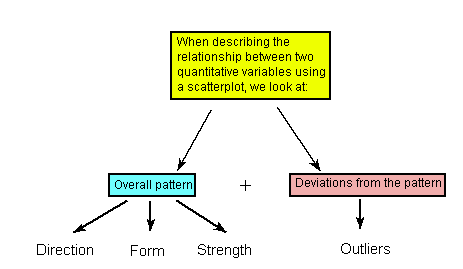 When describing the
relationship between two
quantitative variables using
a scatterplot, we look at:
Overall pattern
+
Deviations from the pattern
Direction
Form
Strength
Outliers